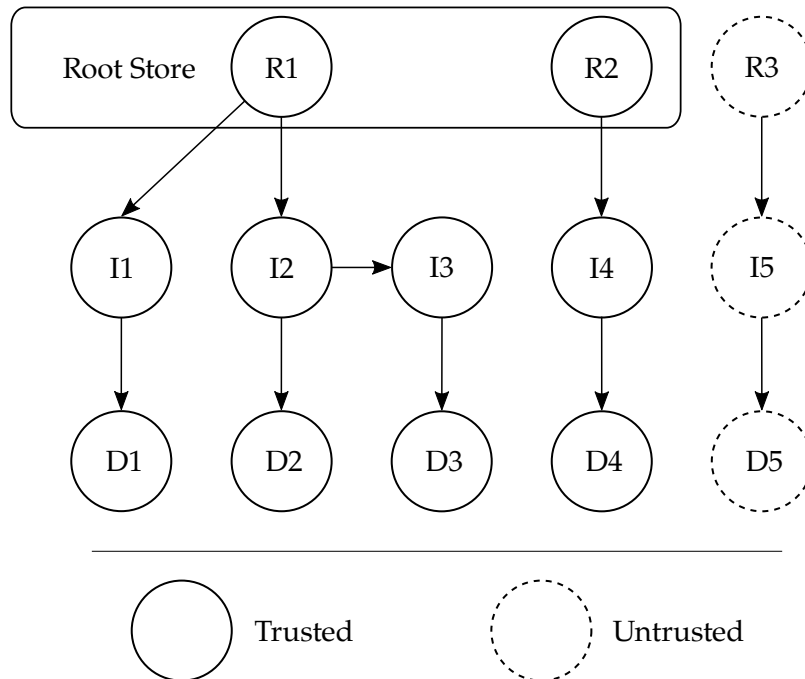 Root Store R1 R2 R3
I1 I2 I3 I4 I5
D1 D2 D3 D4 D5
Trusted Untrusted